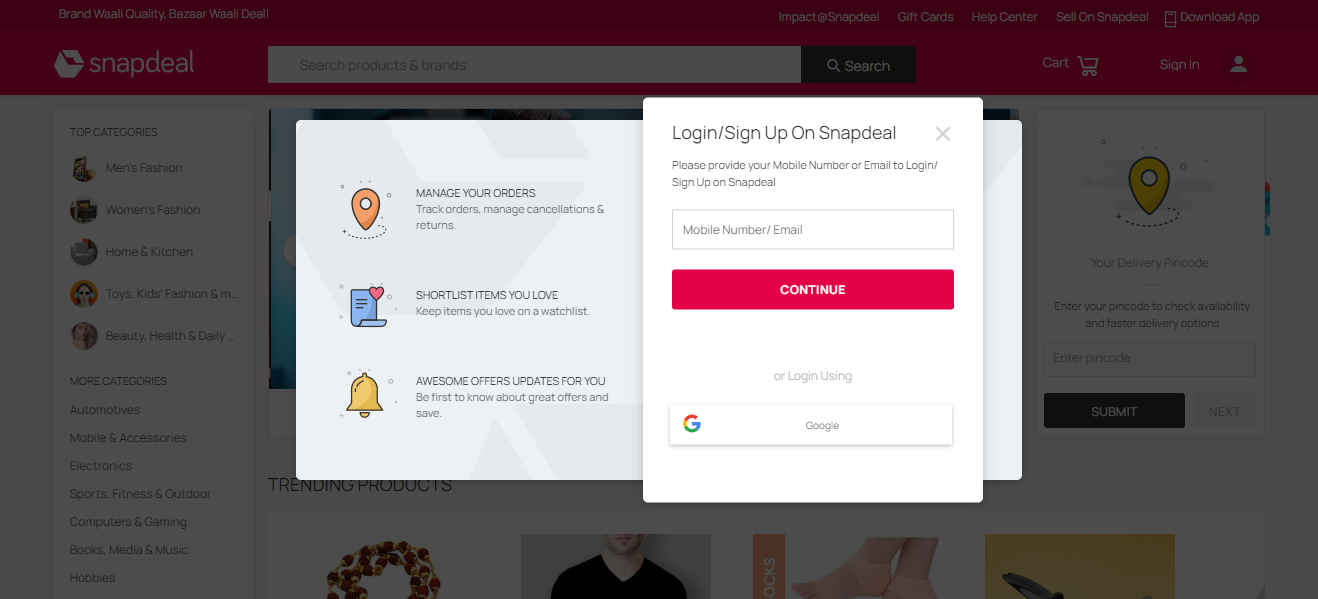 Brand Waali Quality, Bazaar Waali Deal!
Impact@Snapdeal
Gift Cards
Help Center
Sell On Snapdeal
Download App
snapdeal
Search products & brands
Search
Cart
Sign In
TOP CATEGORIES
Men's Fashion
Women's Fashion
Home & Kitchen
Toys, Kids' Fashion & m...
Beauty, Health & Daily ...
MORE CATEGORIES
Automotives
Mobile & Accessories
Electronics
Sports, Fitness & Outdoor
Computers & Gaming
Books, Media & Music
Hobbies
MANAGE YOUR ORDERS
Track orders, manage cancellations &
returns.
SHORTLIST ITEMS YOU LOVE
Keep items you love on a watchlist.
AWESOME OFFERS UPDATES FOR YOU
Be first to know about great offers and
save.
Login/Sign Up On Snapdeal
Please provide your Mobile Number or Email to Login/
Sign Up on Snapdeal
Mobile Number/ Email
CONTINUE
or Login Using
Google
Your Delivery Pincode
Enter your pincode to check availability
and faster delivery options
Enter pincode
SUBMIT
NEXT
TRENDING PRODUCTS
OCKS